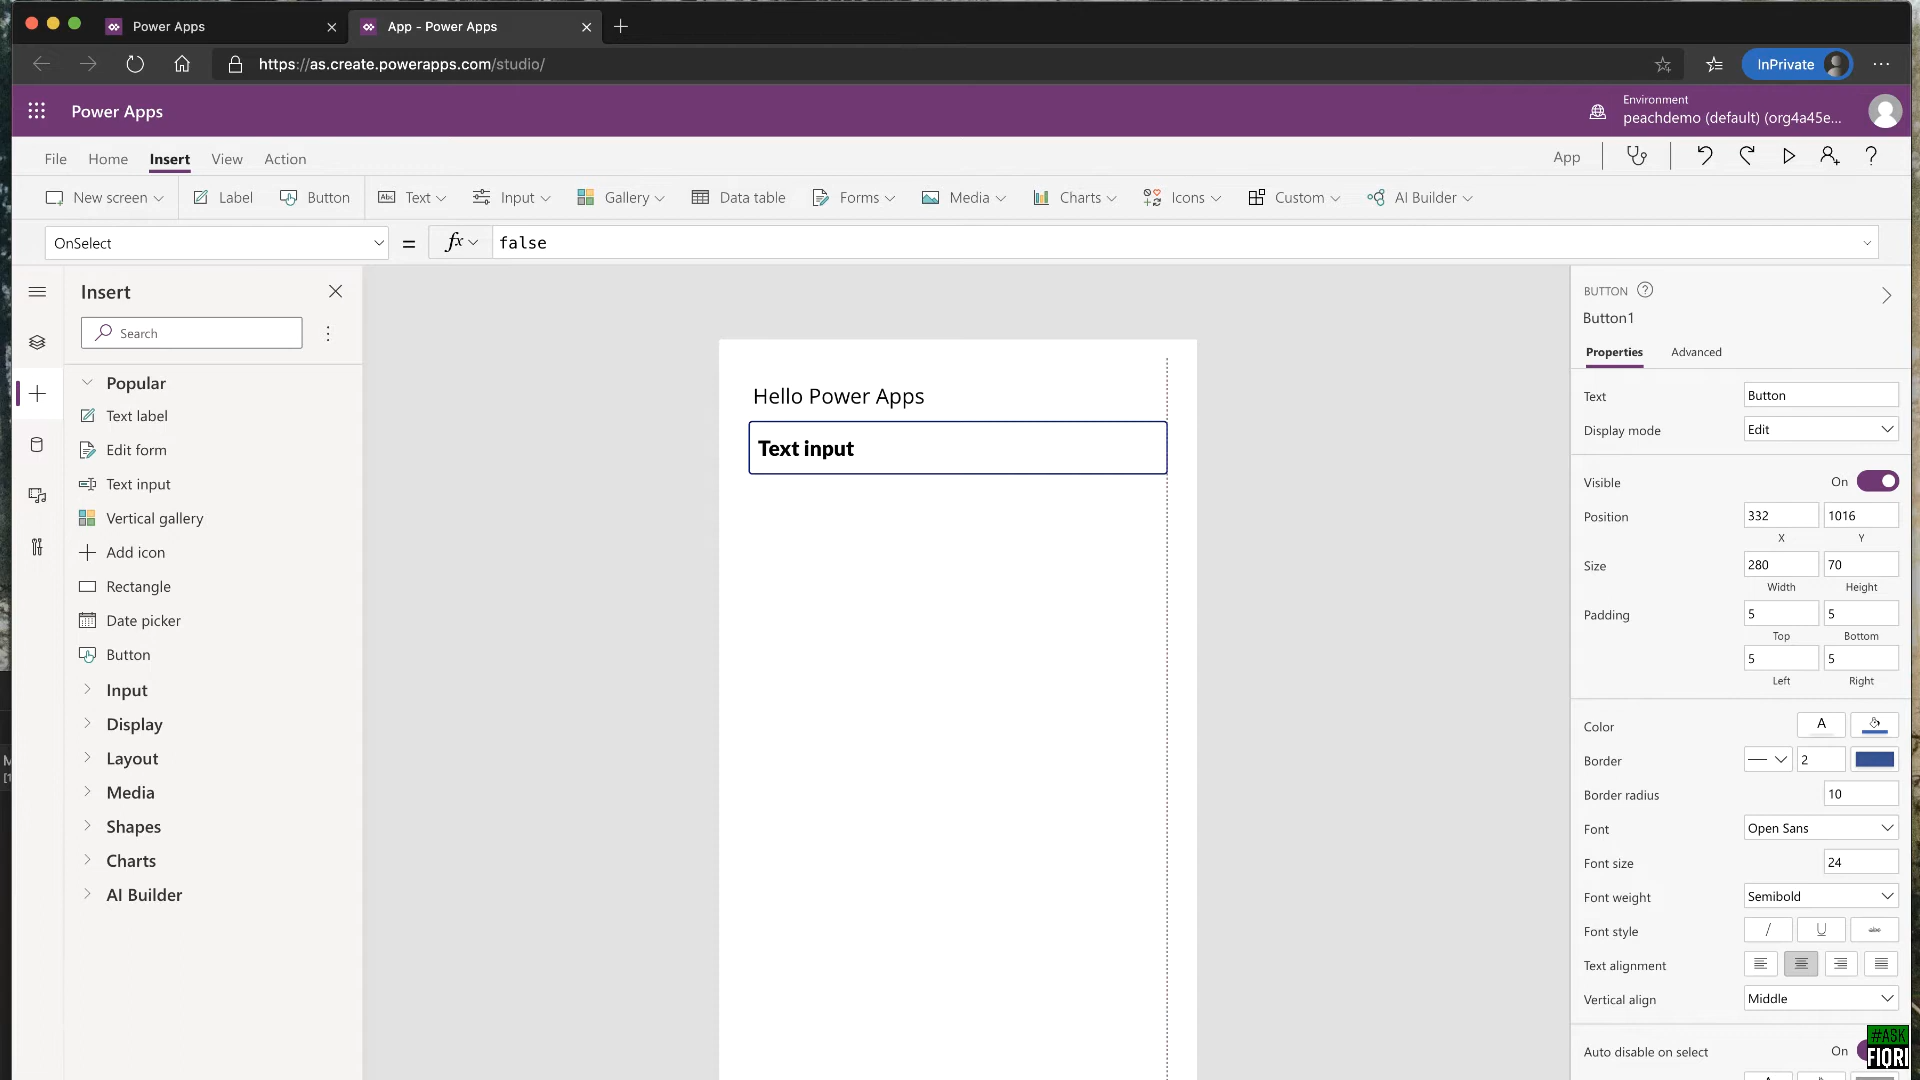 Power Apps
App - Power Apps
https://as.create.powerapps.com/studio/
InPrivate
Power Apps
Environment
peachdemo (default) (org4a45e...
File Home Insert View Action
App
New screen Label Button Text Input Gallery Data table Forms Media Charts Icons Custom AI Builder
OnSelect = fx false
Insert
Search
Popular
Text label
Edit form
Text input
Vertical gallery
Add icon
Rectangle
Date picker
Button
Input
Display
Layout
Media
Shapes
Charts
AI Builder
Hello Power Apps
Text input
BUTTON
Button1
Properties Advanced
Text Button
Display mode Edit
Visible On
Position 332 1016
X Y
Size 280 70
Width Height
Padding 5 5
Top Bottom
5 5
Left Right
Color A
Border 2
Border radius 10
Font Open Sans
Font size 24
Font weight Semibold
Font style / U abc
Text alignment
Vertical align Middle
Auto disable on select On
#ASK
FIQRI